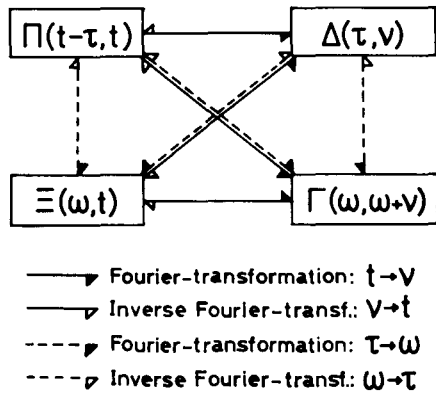 Π(t-τ,t) Δ(τ,ν)
Ξ(ω,t) Γ(ω,ω+ν)
Fourier-transformation: t→ν
Inverse Fourier-transf.: ν→t
Fourier-transformation: τ→ω
Inverse Fourier-transf.: ω→τ